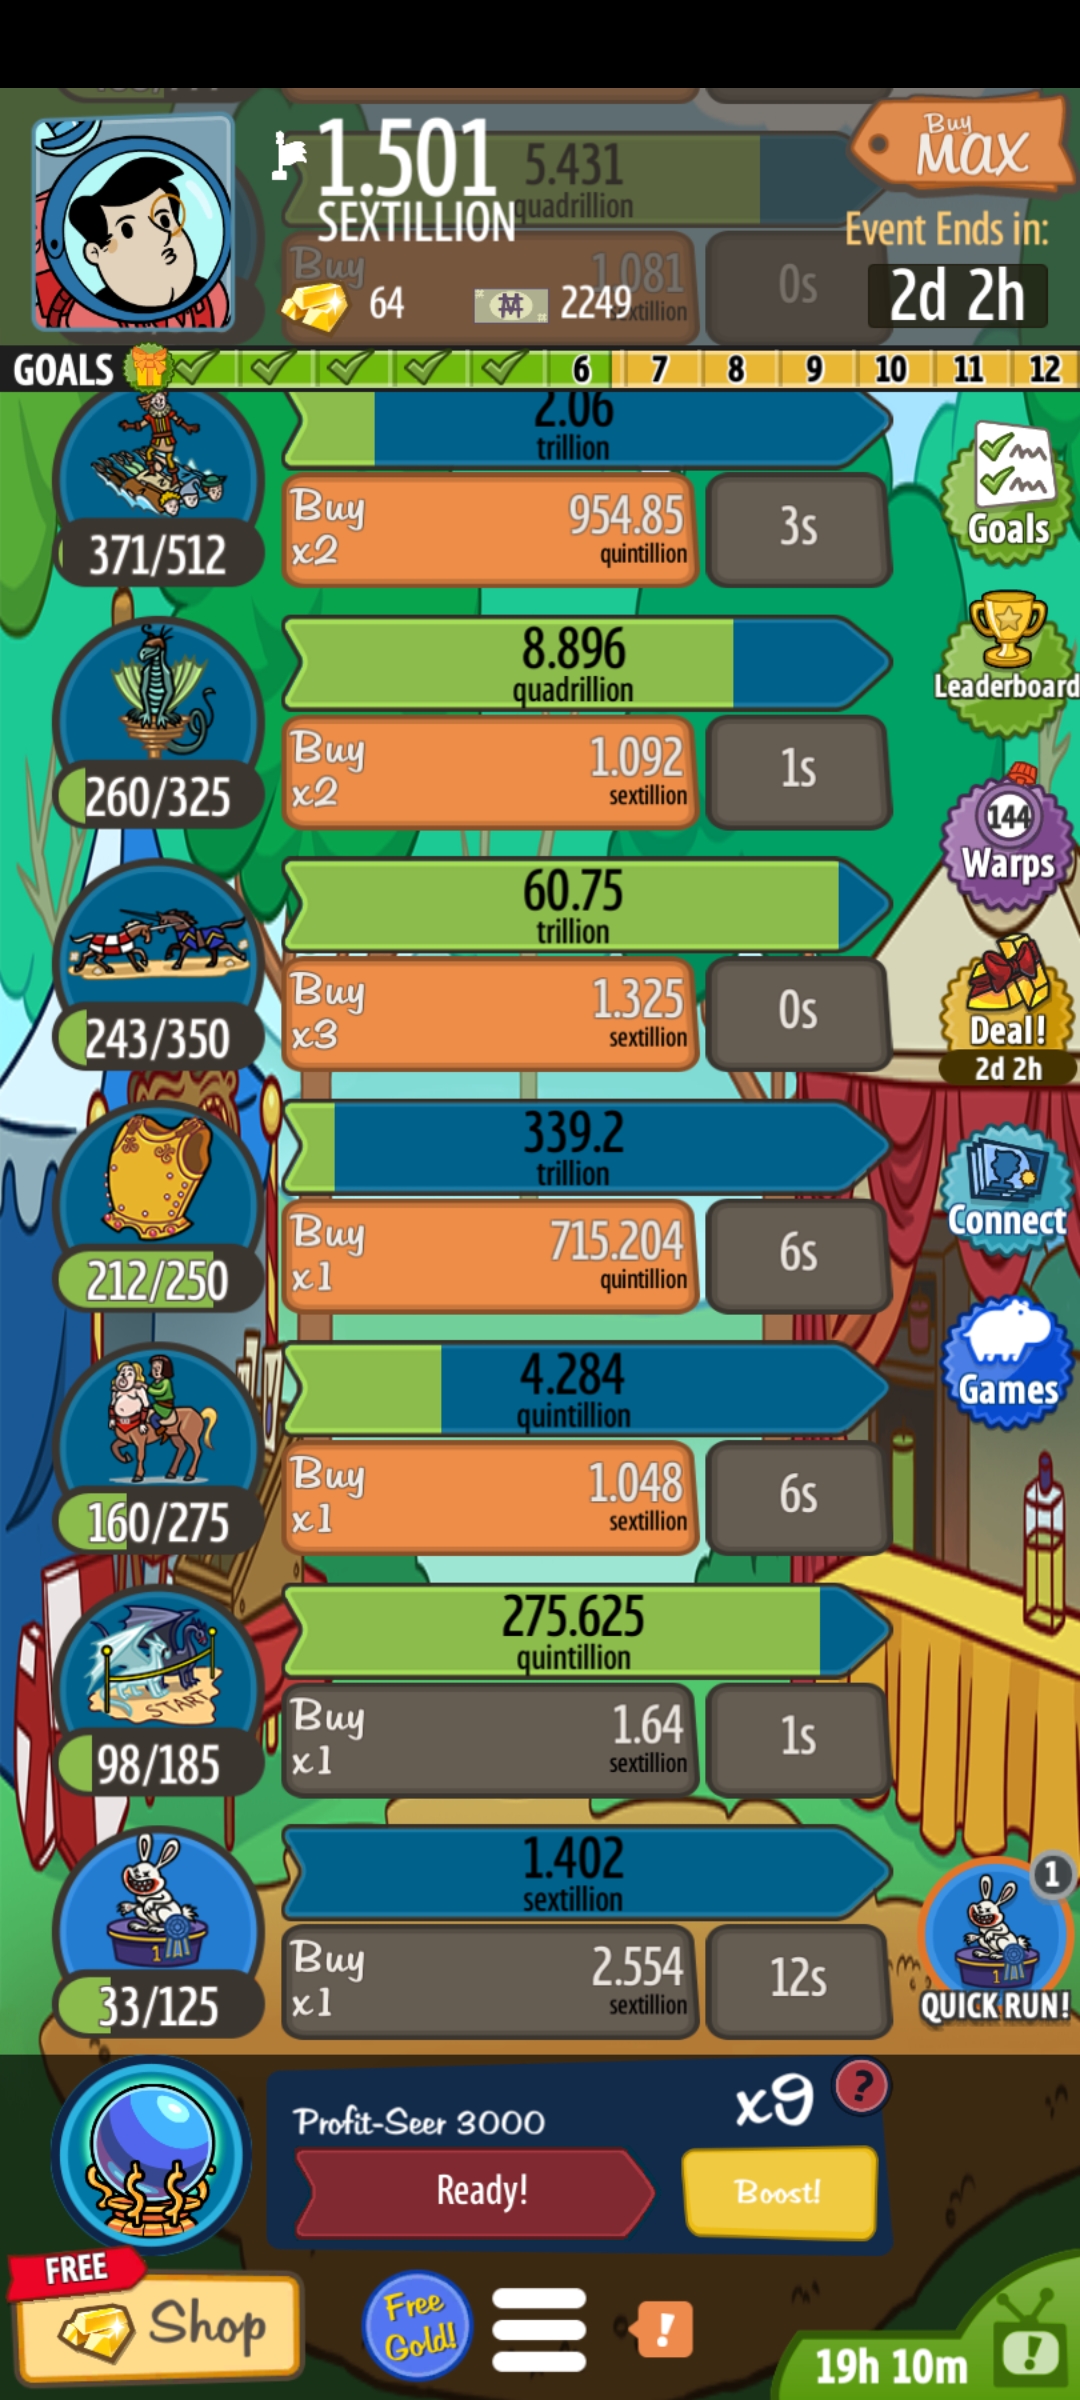 1.501
SEXTILLION
5.431
quadrillion
Buy
MAX
Event Ends in:
2d 2h
64
2249
Buy
1.081
sextillion
0s
GOALS 6 7 8 9 10 11 12
2.06
trillion
371/512
Buy
x2
954.85
quintillion
3s
Goals
8.896
quadrillion
260/325
Buy
x2
1.092
sextillion
1s
Leaderboard
144
Warps
60.75
trillion
243/350
Buy
x3
1.325
sextillion
0s
Deal!
2d 2h
339.2
trillion
212/250
Buy
x1
715.204
quintillion
6s
Connect
4.284
quintillion
160/275
Buy
x1
1.048
sextillion
6s
Games
275.625
quintillion
START
98/185
Buy
x1
1.64
sextillion
1s
1.402
sextillion
1
33/125
Buy
x1
2.554
sextillion
12s
1
1
QUICK RUN!
Profit-Seer 3000
x9
?
Ready!
Boost!
FREE
Shop
Free
Gold!
!
19h 10m
!